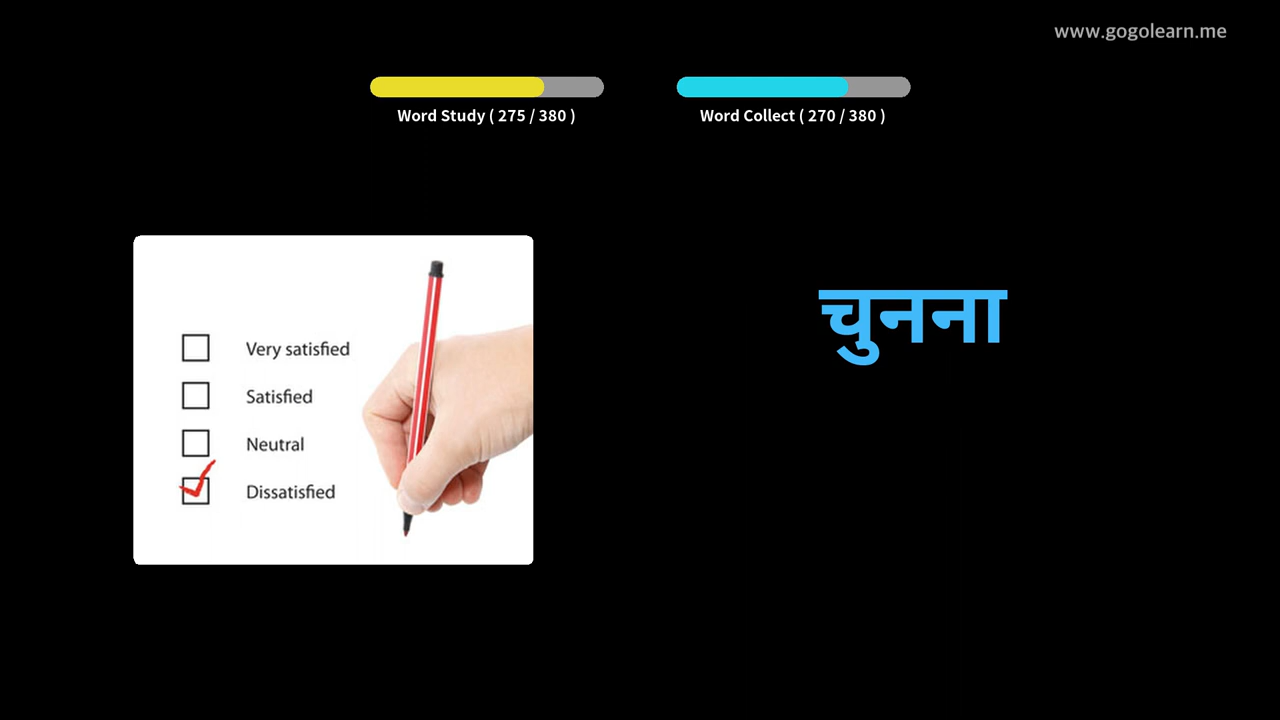 www.gogolearn.me
Word Study ( 275 / 380 )
Word Collect ( 270 / 380 )
Very satisfied
Satisfied
Neutral
Dissatisfied
चुनना